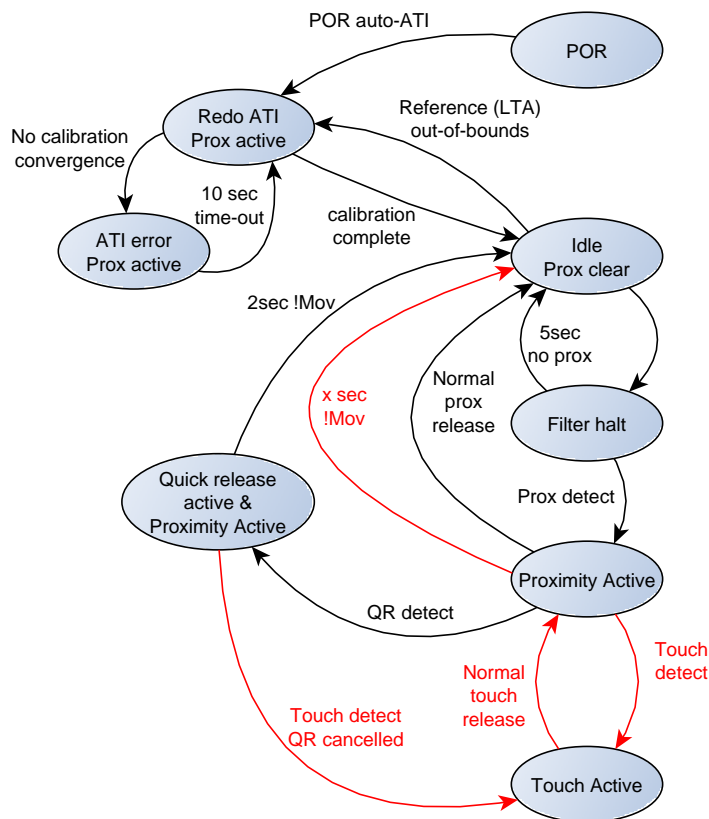 POR auto-ATI
POR
Redo ATI
Prox active
Reference (LTA)
out-of-bounds
No calibration
convergence
10 sec
time-out
calibration
complete
ATI error
Prox active
Idle
Prox clear
2sec !Mov
5sec
no prox
x sec
!Mov
Normal
prox
release
Filter halt
Quick release
active &
Proximity Active
Prox detect
Proximity Active
QR detect
Touch
detect
Normal
touch
release
Touch detect
QR cancelled
Touch Active